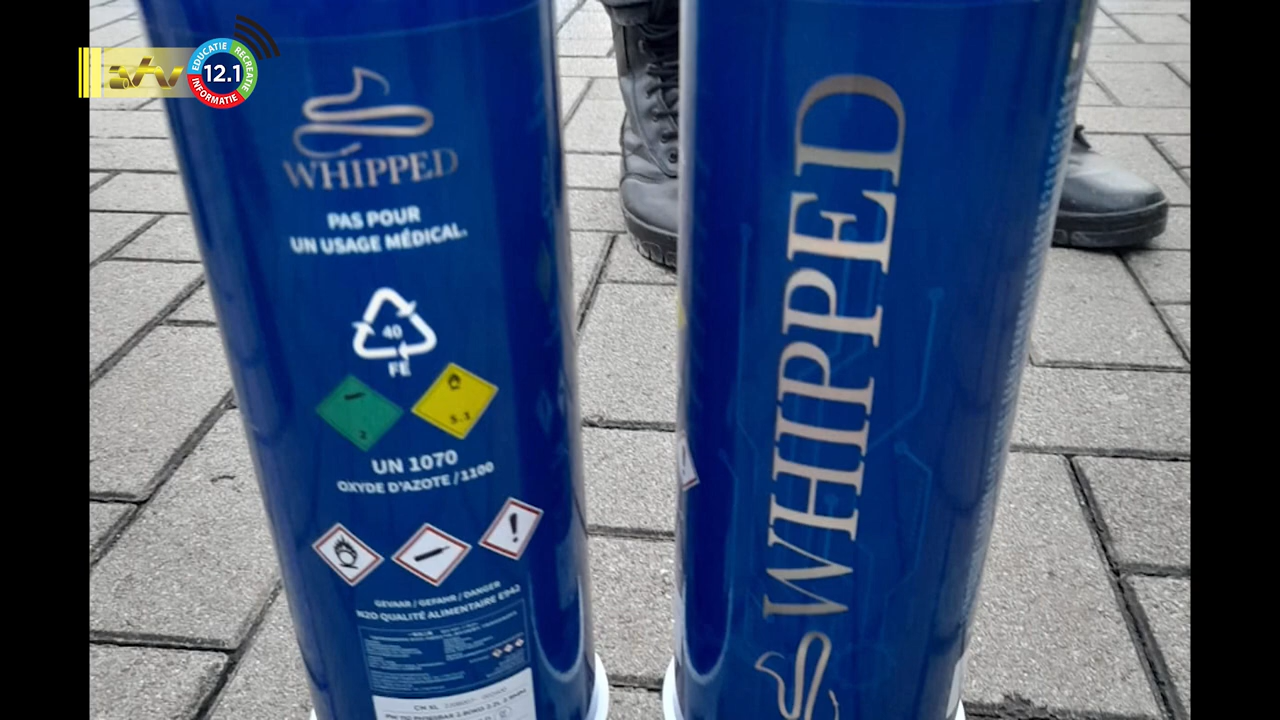 stv
EDUCATIE
RECREATIE
INFORMATIE
12.1
WHIPPED
PAS POUR
UN USAGE MÉDICAL.
40
FE
2
5.1
UN 1070
OXYDE D'AZOTE / 1100
GEVAAR / GEFAHR / DANGER
N2O QUALITÉ ALIMENTAIRE E942
WHIPPED